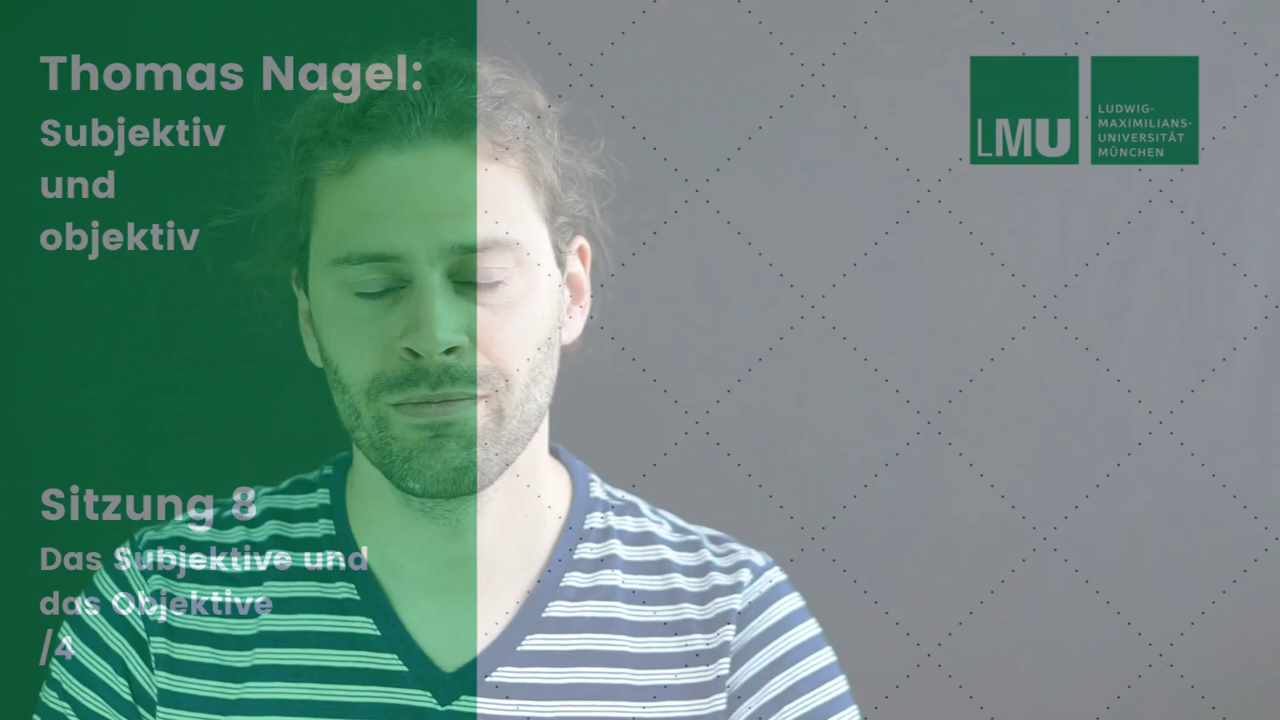 Thomas Nagel:
Subjektiv
und
objektiv
LMU
LUDWIG-
MAXIMILIANS-
UNIVERSITÄT
MÜNCHEN
Sitzung 8
Das Subjektive und
das Objektive
/4